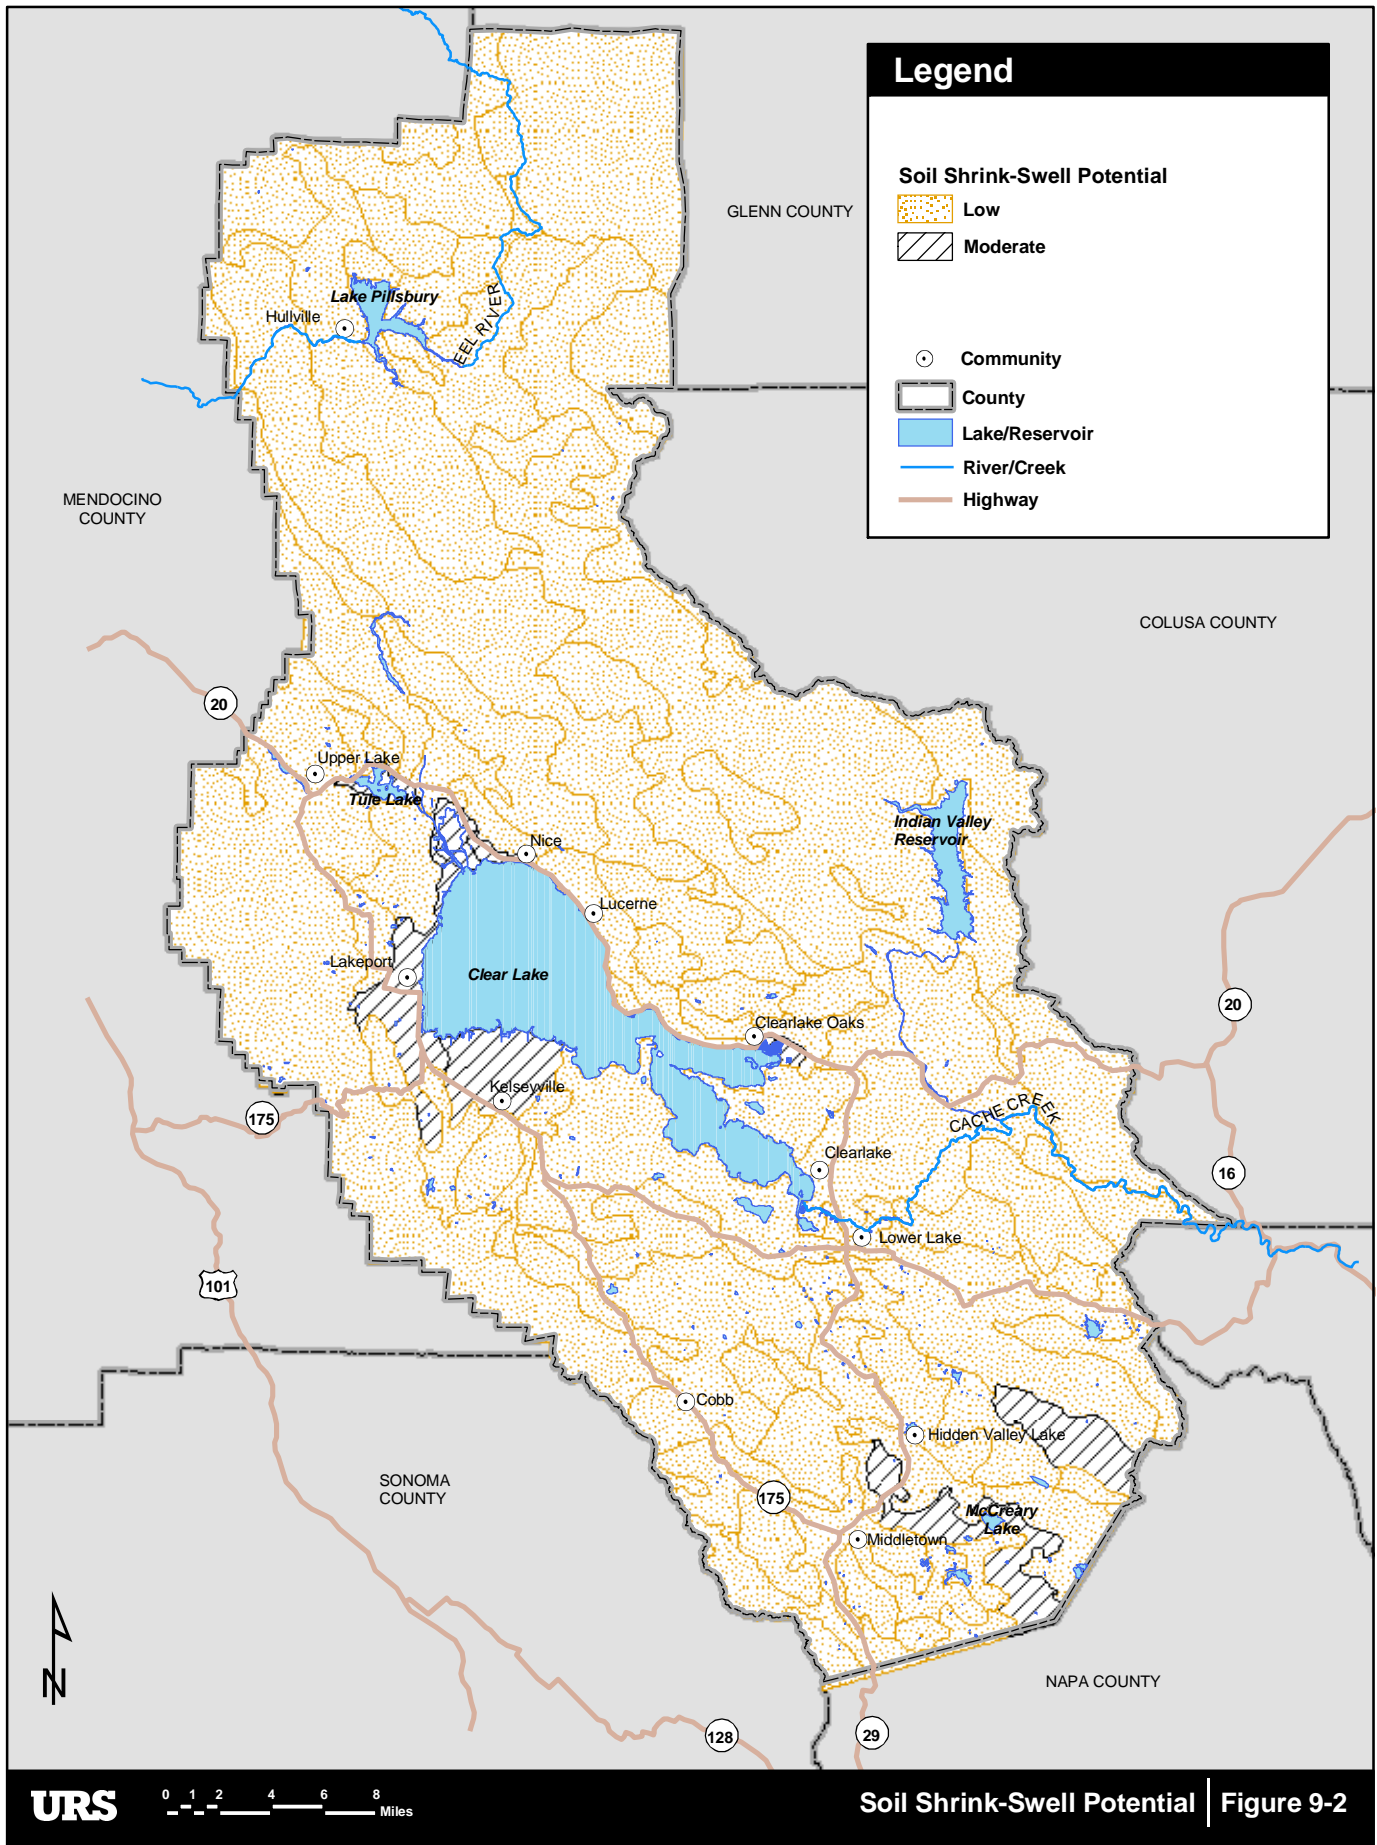 Legend
Soil Shrink-Swell Potential
Low
Moderate
Community
County
Lake/Reservoir
River/Creek
Highway
GLENN COUNTY
Lake Pillsbury
Hullville
EEL RIVER
MENDOCINO
COUNTY
COLUSA COUNTY
20
Upper Lake
Tule Lake
Indian Valley
Reservoir
Nice
Lucerne
Lakeport
Clear Lake
20
Clearlake Oaks
Kelseyville
175
CACHE CREEK
Clearlake
16
Lower Lake
101
Cobb
Hidden Valley Lake
SONOMA
COUNTY
175
McCreary
Lake
Middletown
N
NAPA COUNTY
128
29
URS
0 1 2 4 6 8
Miles
Soil Shrink-Swell Potential
Figure 9-2